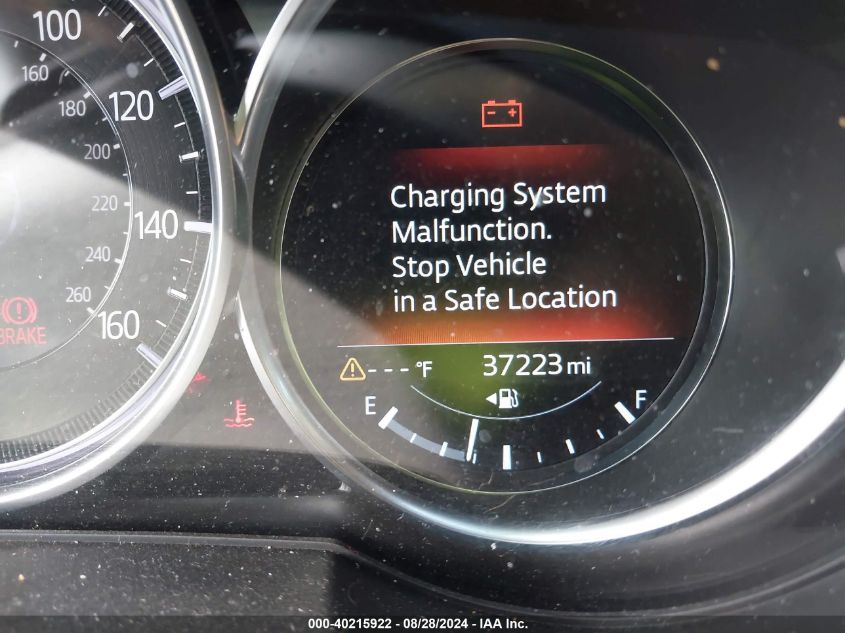 100
160
120
180
200
220
140
240
260
160
BRAKE
Charging System
Malfunction.
Stop Vehicle
in a Safe Location
---°F
37223 mi
E
F
000-40215922 - 08/28/2024 - IAA Inc.